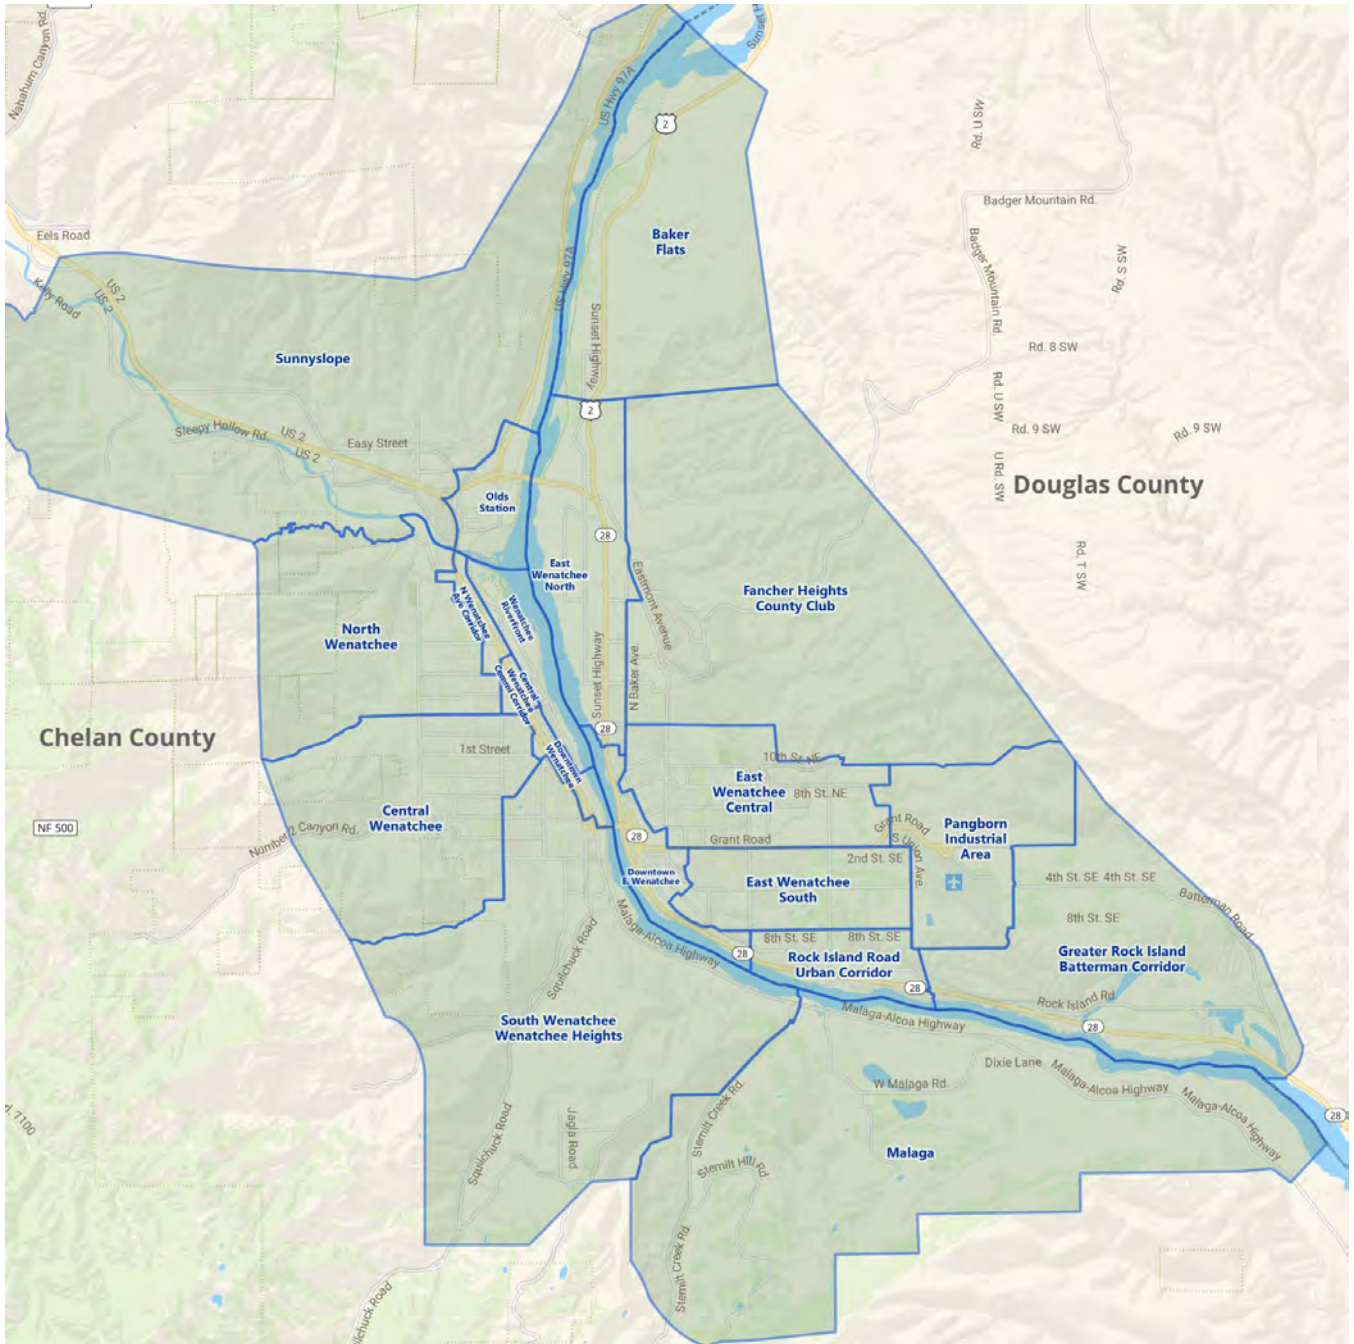 Nahahum Canyon Rd.
Sunset H
US Hwy 97A
2
Rd. U SW
Badger Mountain Rd.
Eels Road
Baker
Flats
Badger Mountain Rd.
Rd. S SW
US Hwy 97A
Kelly Road
US 2
US 2
Sunset Highway
Sunnyslope
Rd. 8 SW
Rd. U SW
2
Sleepy Hollow Rd.
US 2
US 2
Easy Street
Rd. 9 SW
Rd. 9 SW
U Rd. SW
Douglas County
Olds
Station
28
Rd. T SW
East
Wenatchee
North
Eastmont Avenue
Fancher Heights
County Club
N Wenatchee
Ave Corridor
Wenatchee
Riverfront
North
Wenatchee
Sunset Highway
N Baker Ave.
Central
Wenatchee
Comml Corridor
Chelan County
28
1st Street
Downtown
Wenatchee
10th St. NE
East
Wenatchee
Central
8th St. NE
Central
Wenatchee
NF 500
Number 2 Canyon Rd.
28
Grant Road
Grant Road
S Union Ave.
Pangborn
Industrial
Area
2nd St. SE
Downtown
E. Wenatchee
East Wenatchee
South
4th St. SE
4th St. SE
Batterman Road
8th St. SE
Malaga-Alcoa Highway
Squilchuck Road
8th St. SE
8th St. SE
28
Rock Island Road
Urban Corridor
Greater Rock Island
Batterman Corridor
28
Rock Island Rd.
South Wenatchee
Wenatchee Heights
Malaga-Alcoa Highway
28
Dixie Lane
W Malaga Rd.
Malaga-Alcoa Highway
Malaga-Alcoa Highway
28
d. 7100
Squilchuck Road
Jagla Road
Stemilt Creek Rd.
Stemilt Hill Rd.
Malaga
Stemilt Creek Rd.
ilchuck Road